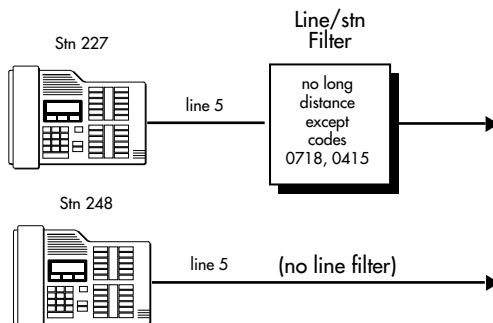 Line/stn
Filter
Stn 227
no long
distance
except
codes
0718, 0415
line 5
Stn 248
line 5
(no line filter)